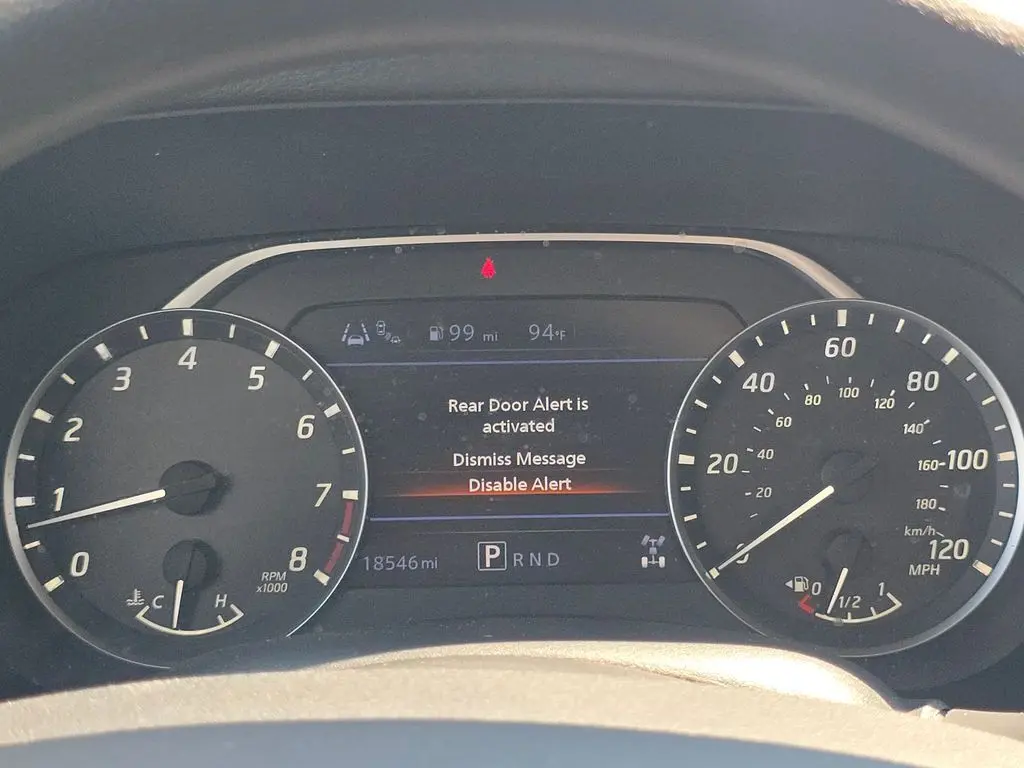 99 mi 94°F
Rear Door Alert is
activated
Dismiss Message
Disable Alert
18546 mi P R N D
0 1 2 3 4 5 6 7 8
RPM
x1000
C H
0 20 40 60 80 100 120
20 40 60 80 100 120 140 160 180
km/h
MPH
0 1/2 1